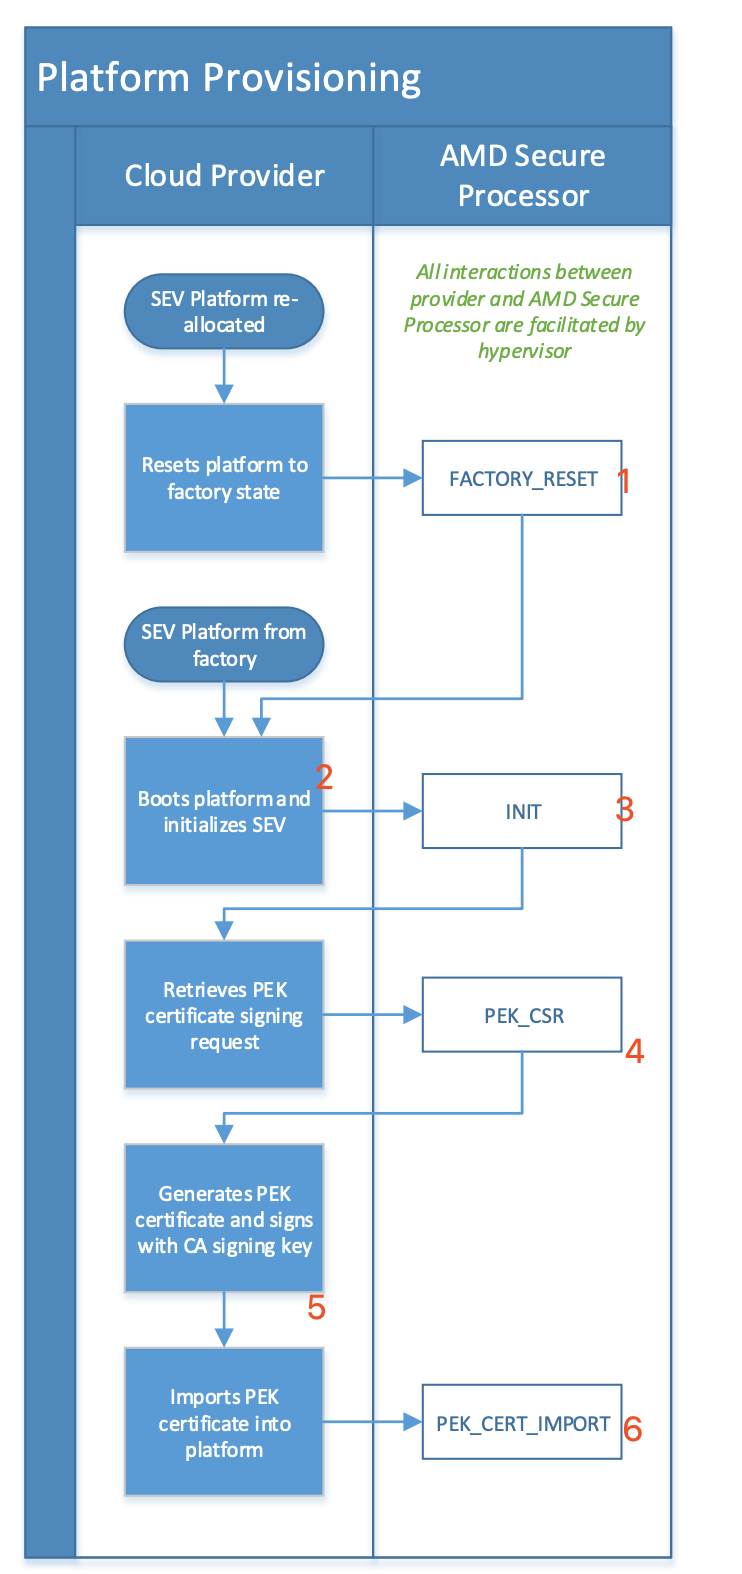 Platform Provisioning
Cloud Provider
AMD Secure
Processor
All interactions between
provider and AMD Secure
Processor are facilitated by
hypervisor
SEV Platform re-
allocated
Resets platform to
factory state
FACTORY_RESET
1
SEV Platform from
factory
Boots platform and
initializes SEV
2
INIT
3
Retrieves PEK
certificate signing
request
PEK_CSR
4
Generates PEK
certificate and signs
with CA signing key
5
Imports PEK
certificate into
platform
PEK_CERT_IMPORT
6